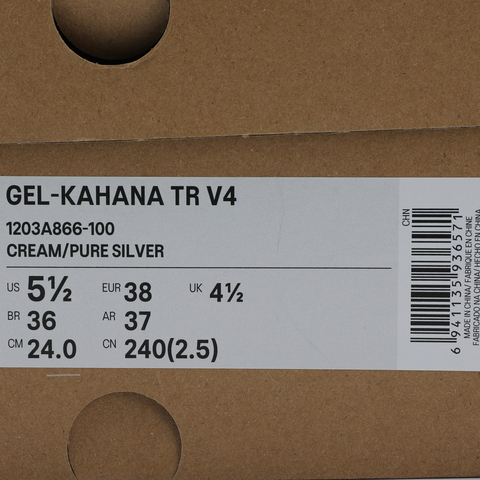 GEL-KAHANA TR V4
1203A866-100
CREAM/PURE SILVER
US 5½ EUR 38 UK 4½
BR 36 AR 37
CM 24.0 CN 240(2.5)
CHN
6 941135 936571
MADE IN CHINA/ FABRIQUÉ EN CHINE
FABRICADO NA CHINA/ HECHO EN CHINA